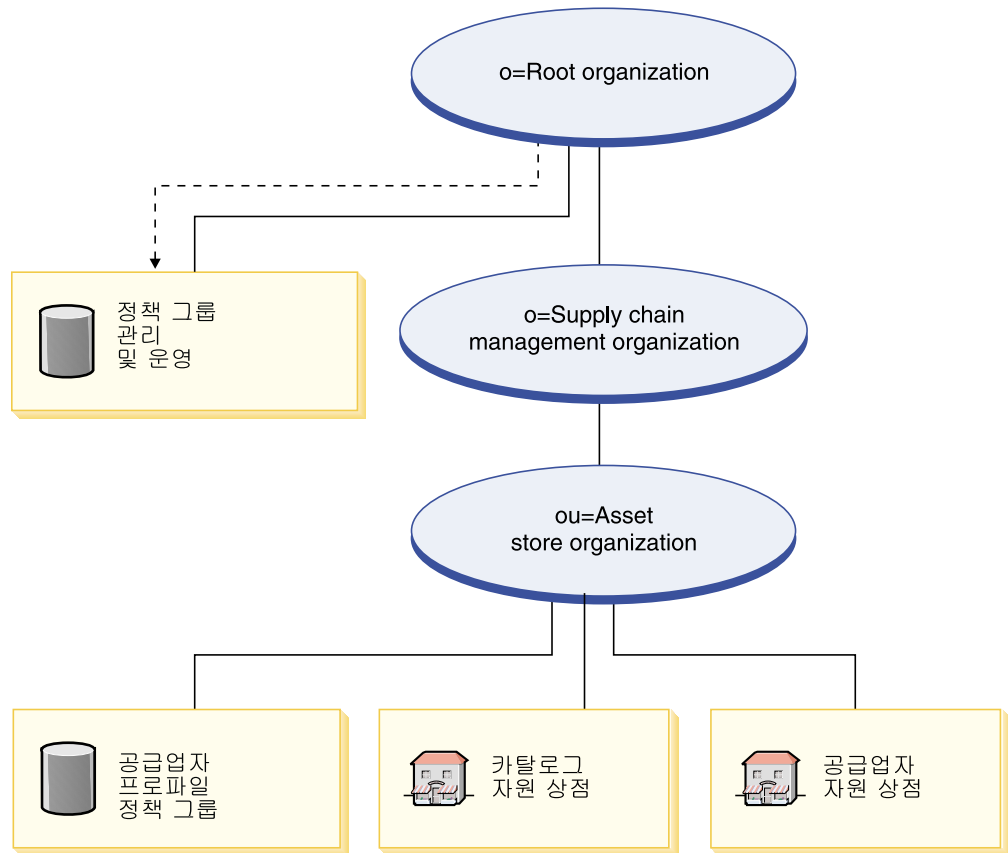 o=Root organization
정책 그룹
관리
및 운영
o=Supply chain
management organization
ou=Asset
store organization
공급업자
프로파일
정책 그룹
카탈로그
자원 상점
공급업자
자원 상점